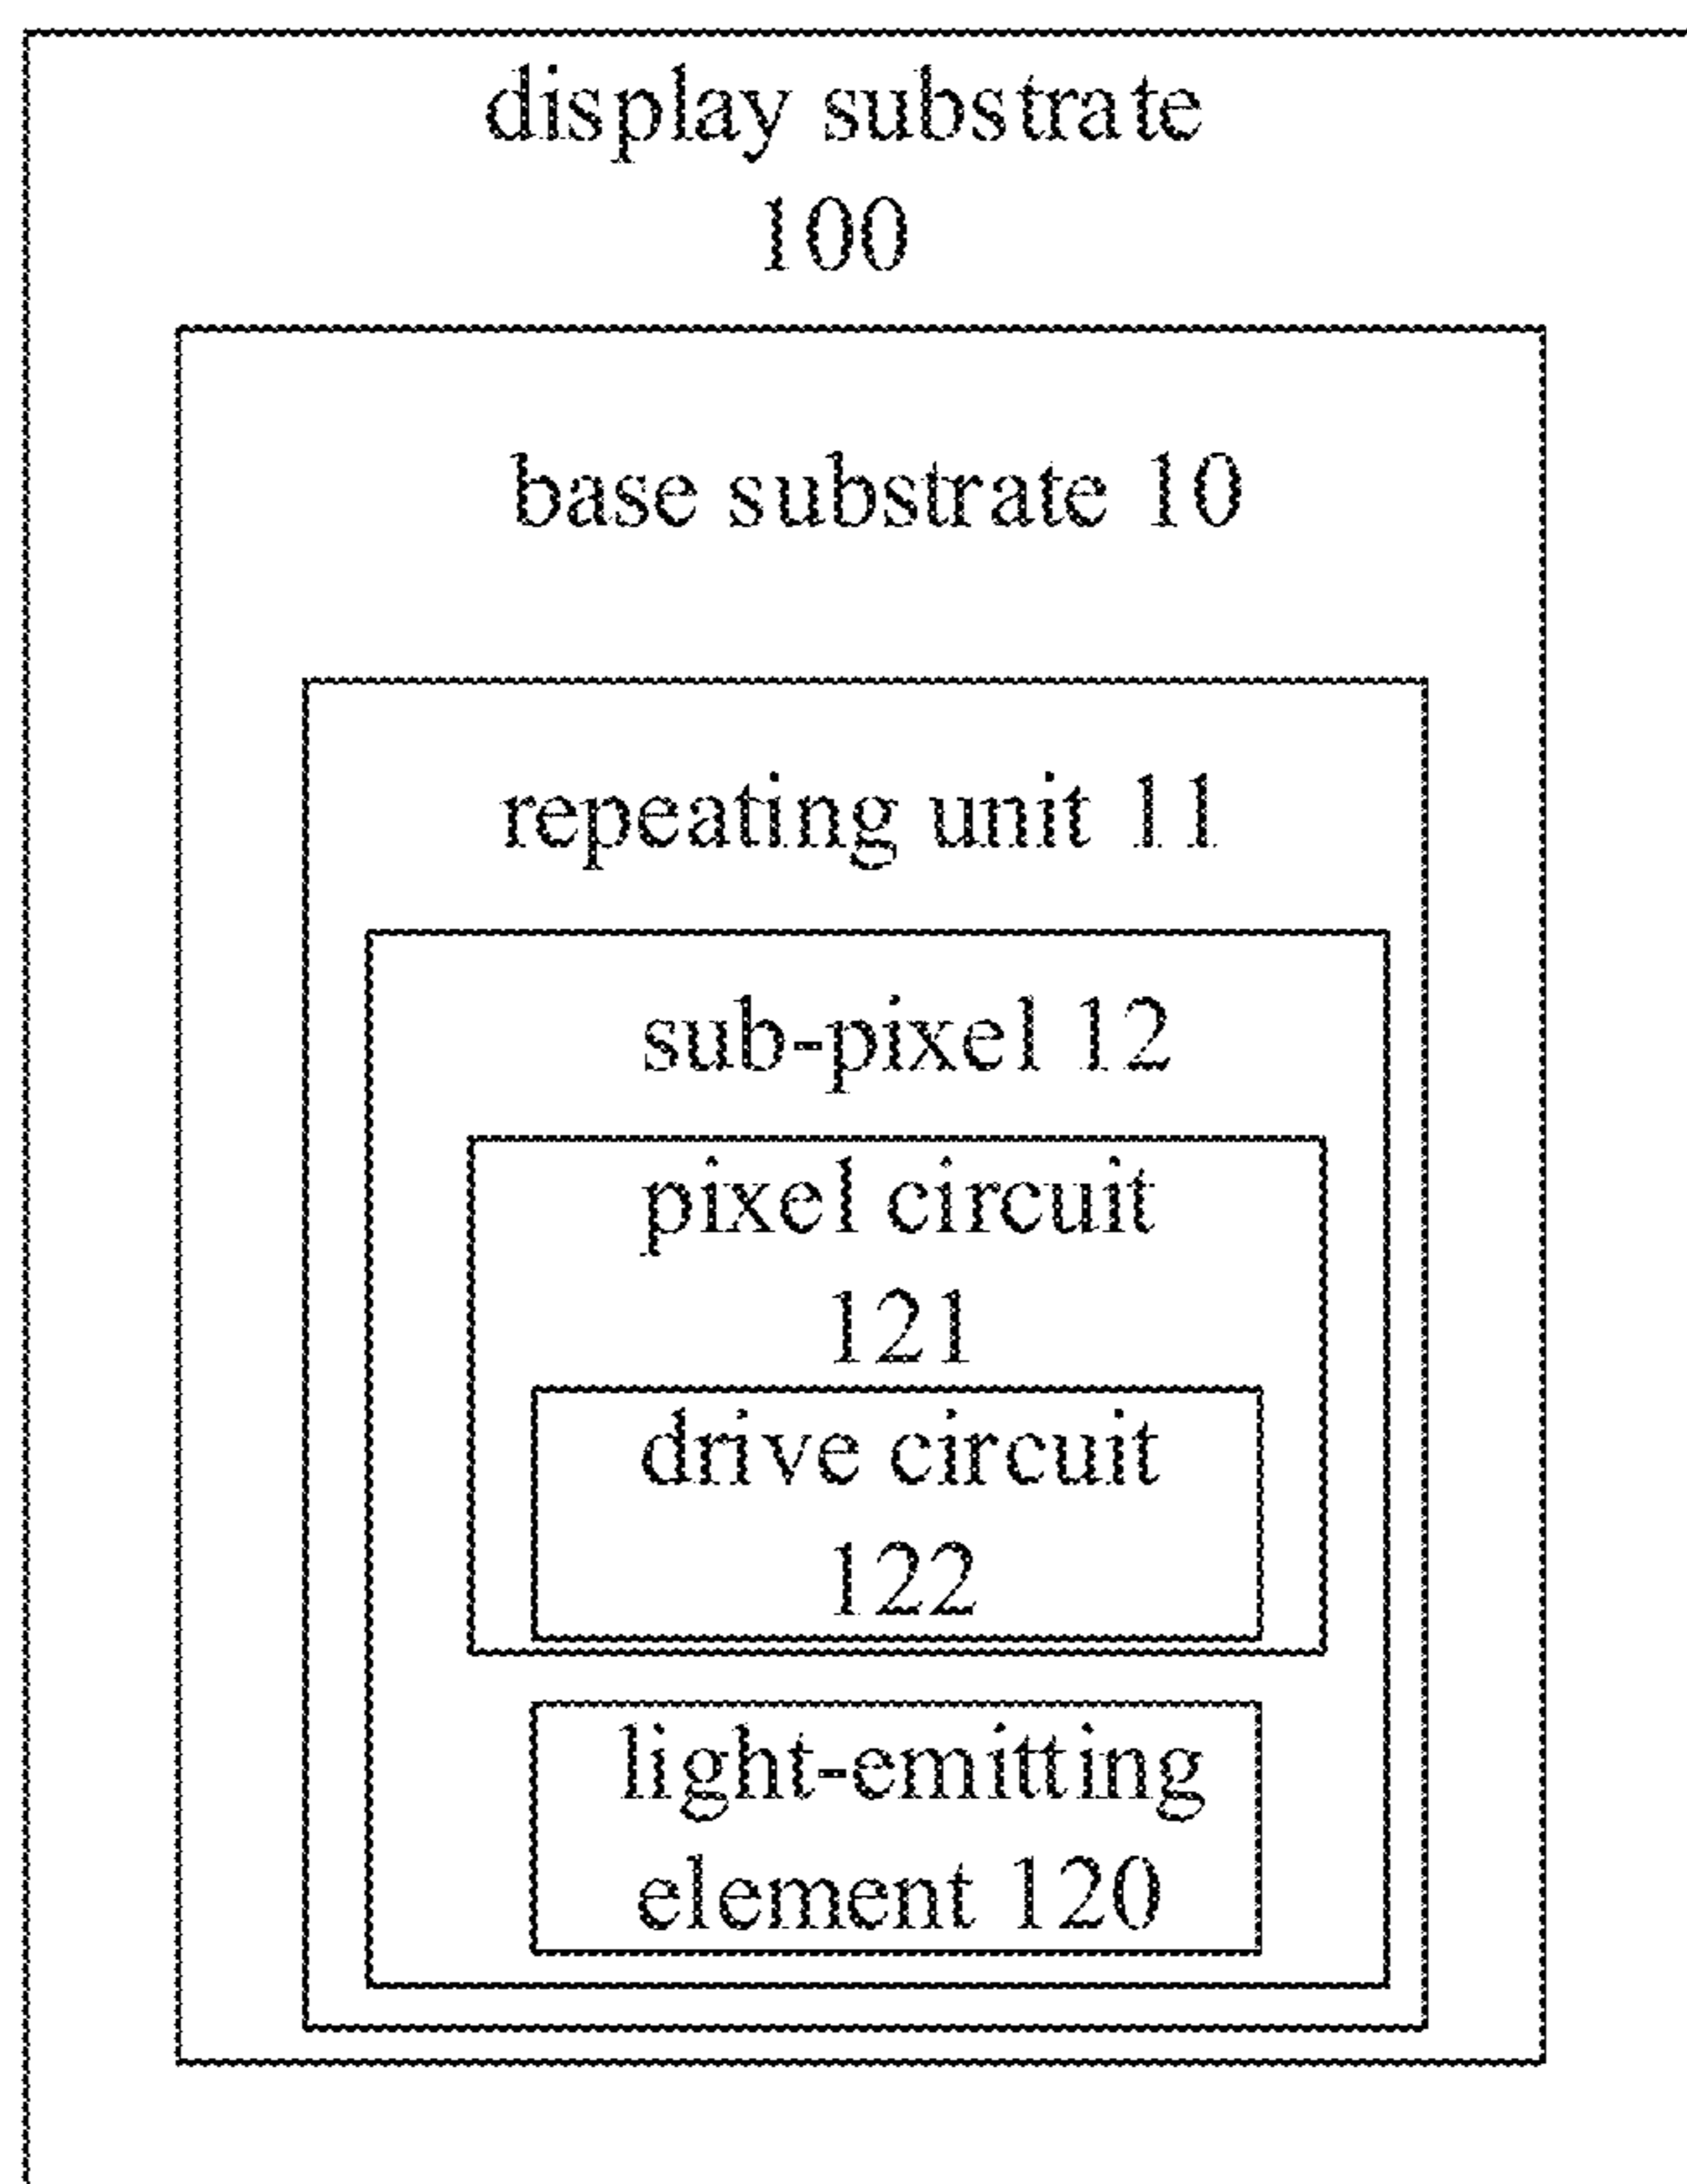 display substrate
100
base substrate 10
repeating unit 11
sub-pixel 12
pixel circuit
121
drive circuit
122
light-emitting
element 120